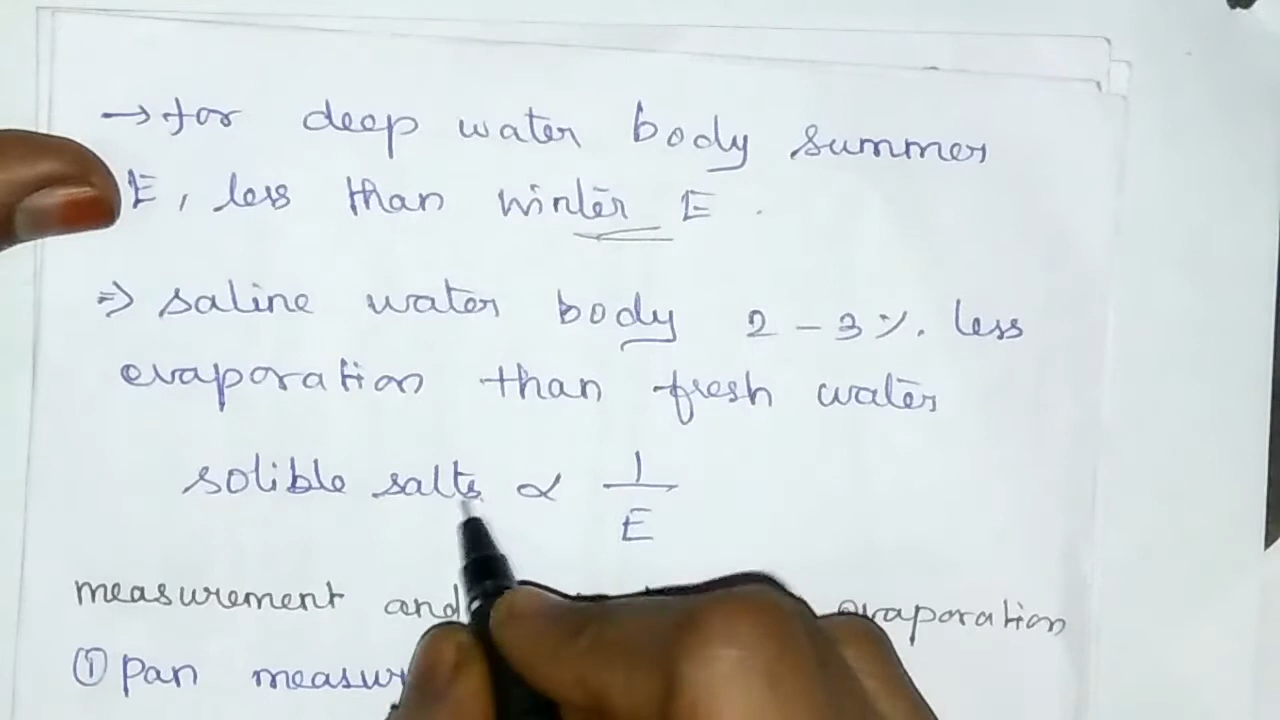 → for deep water body summer
E, less than winter E.
⇒ saline water body 2-3%. less
evaporation than fresh water
solible salts ∝ 1/E
measurement and evaporation
① pan